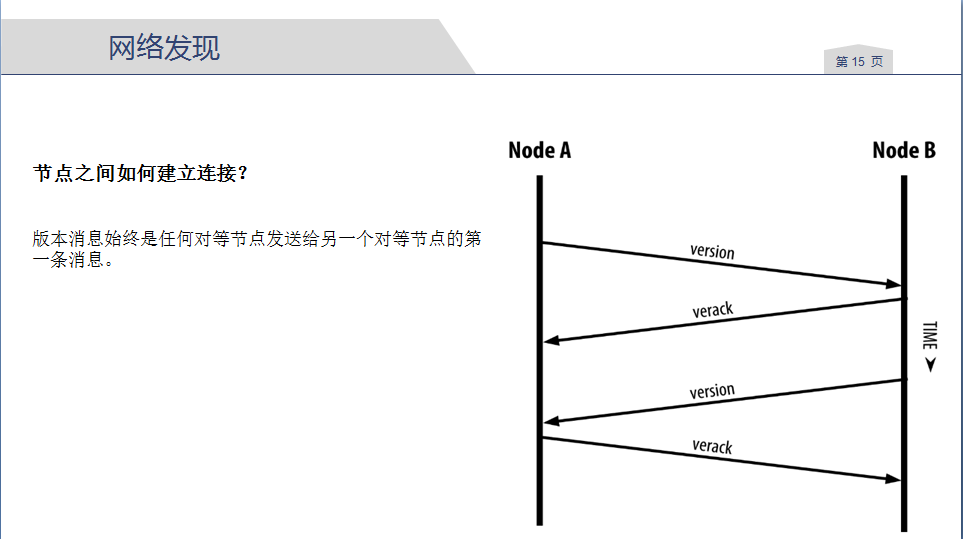 网络发现
第 15 页
节点之间如何建立连接？
版本消息始终是任何对等节点发送给另一个对等节点的第
一条消息。
Node A
Node B
version
verack
TIME ➤
version
verack